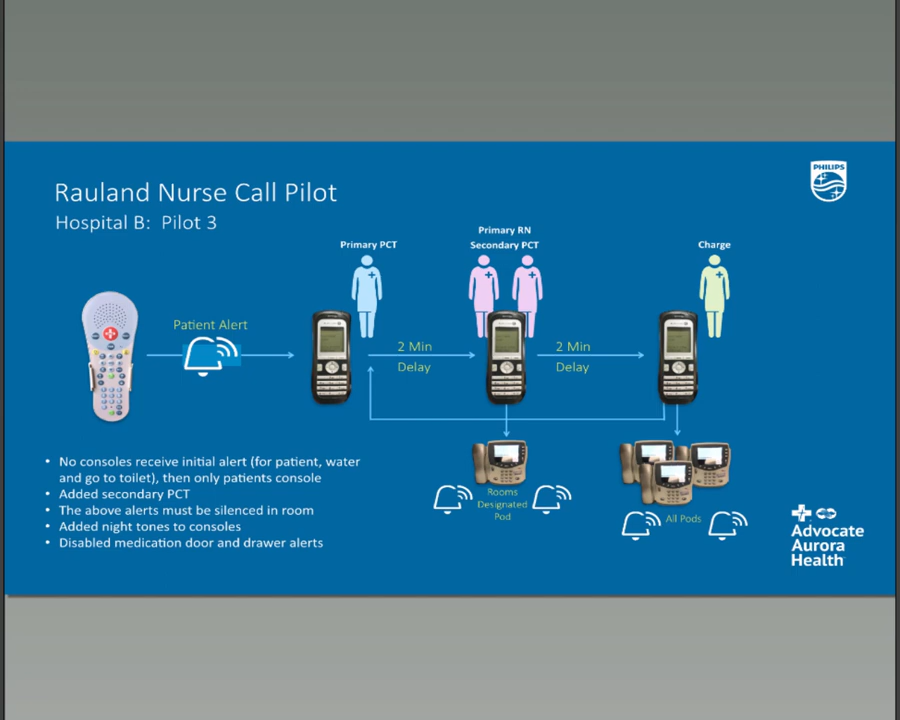 PHILIPS
Rauland Nurse Call Pilot
Hospital B: Pilot 3
Primary PCT
Primary RN
Secondary PCT
Charge
Patient Alert
2 Min
Delay
2 Min
Delay
Rooms
Designated
Pod
All Pods
• No consoles receive initial alert (for patient, water
and go to toilet), then only patients console
• Added secondary PCT
• The above alerts must be silenced in room
• Added night tones to consoles
• Disabled medication door and drawer alerts
Advocate
Aurora
Health